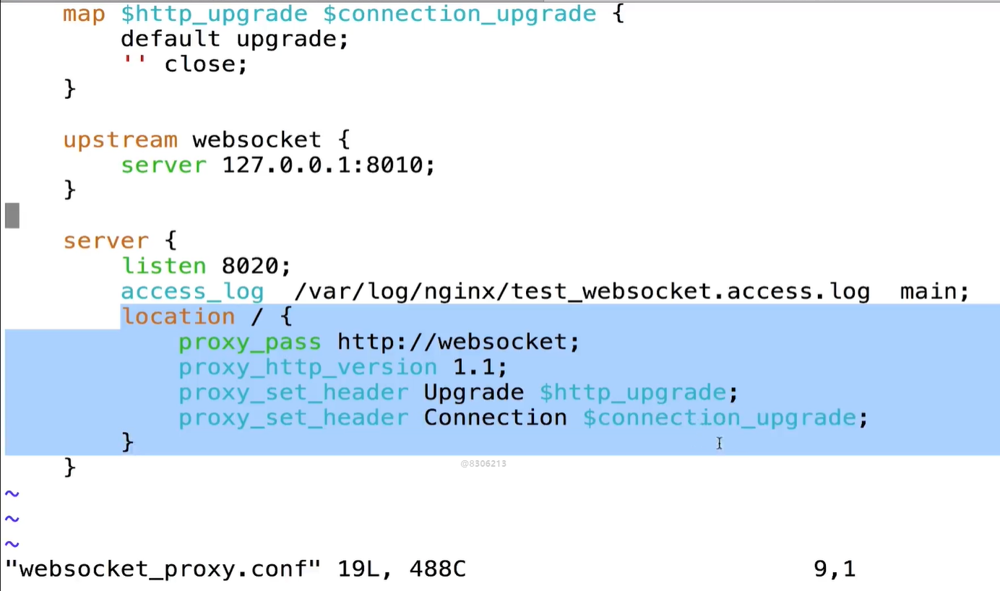 map $http_upgrade $connection_upgrade {
default upgrade;
'' close;
}
upstream websocket {
server 127.0.0.1:8010;
}
server {
listen 8020;
access_log  /var/log/nginx/test_websocket.access.log  main;
location / {
proxy_pass http://websocket;
proxy_http_version 1.1;
proxy_set_header Upgrade $http_upgrade;
proxy_set_header Connection $connection_upgrade;
}
}
@8306213
~
~
~
"websocket_proxy.conf" 19L, 488C 9,1